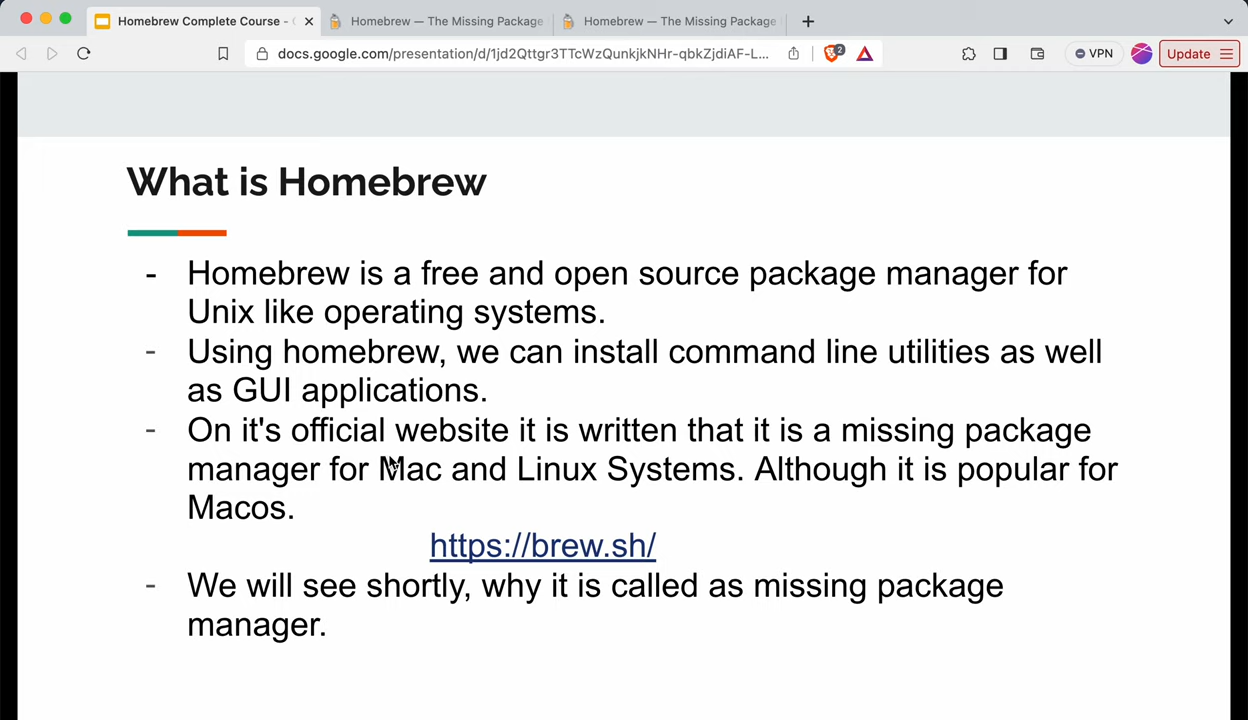 Homebrew Complete Course -
Homebrew — The Missing Package
Homebrew — The Missing Package
docs.google.com/presentation/d/1jd2Qttgr3TTcWzQunkjkNHr-qbkZjdiAF-L...
2
VPN
Update
What is Homebrew
- Homebrew is a free and open source package manager for
Unix like operating systems.
- Using homebrew, we can install command line utilities as well
as GUI applications.
- On it's official website it is written that it is a missing package
manager for Mac and Linux Systems. Although it is popular for
Macos.
https://brew.sh/
- We will see shortly, why it is called as missing package
manager.